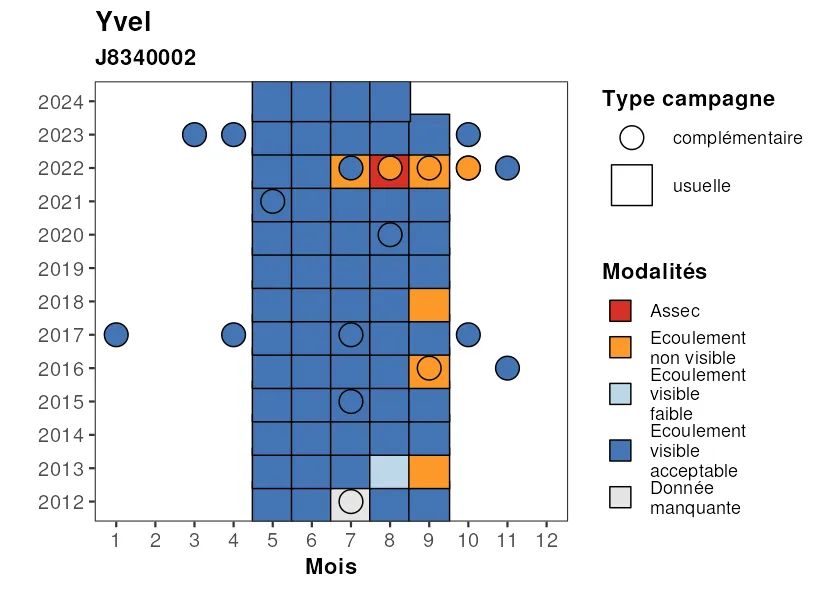 Yvel
J8340002
2024
2023
2022
2021
2020
2019
2018
2017
2016
2015
2014
2013
2012
1 2 3 4 5 6 7 8 9 10 11 12
Mois
Type campagne
complémentaire
usuelle
Modalités
Assec
Ecoulement
non visible
Ecoulement
visible
faible
Ecoulement
visible
acceptable
Donnée
manquante